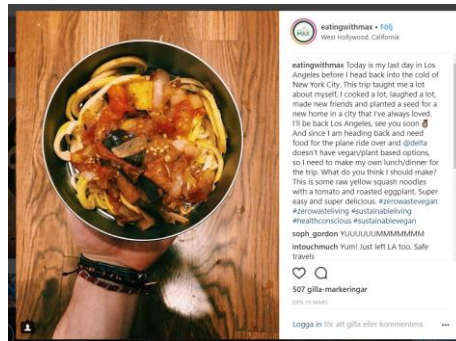 MAX
eatingwithmax • Följ
West Hollywood, California
eatingwithmax Today is my last day in Los
Angeles before I head back into the cold of
New York City. This trip taught me a lot
about myself, I cooked a lot, laughed a lot,
made new friends and planted a seed for a
new home in a city that I've always loved.
I'll be back Los Angeles, see you soon ✌🏾
And since I am heading back and need
food for the plane ride over and @delta
doesn't have vegan/plant based options,
so I need to make my own lunch/dinner for
the trip. What do you think I should make?
This is some raw yellow squash noodles
with a tomato and roasted eggplant. Super
easy and super delicious. #zerowastevegan
#zerowasteliving #sustainableliving
#healthconscious #sustainablevegan
soph_gordon YUUUUUUMMMMMMM
intouchmuch Yum! Just left LA too. Safe
travels
507 gilla-markeringar
DEN 19 MARS
Logga in för att gilla eller kommentera.